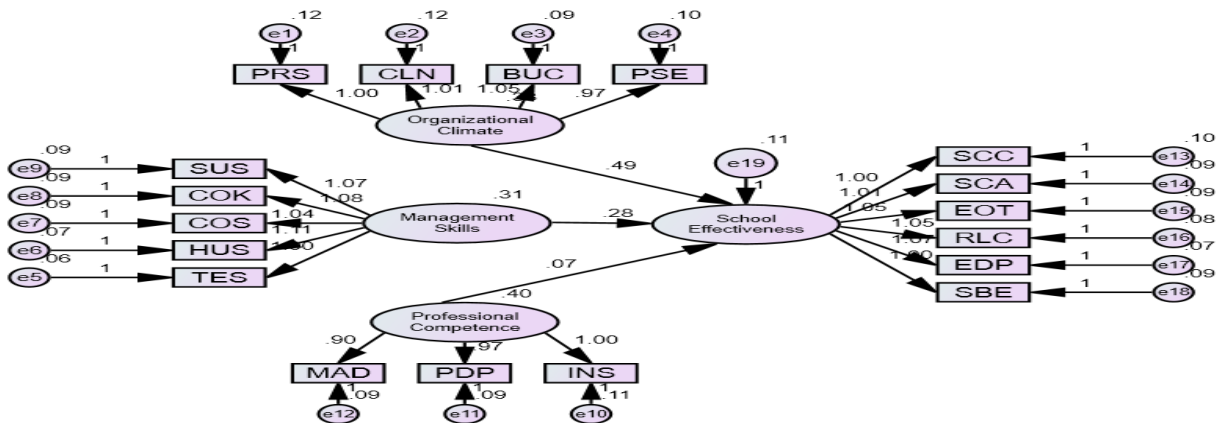 .12 .12 .09 .10
e1 e2 e3 e4
1 1 1 1
PRS CLN BUC PSE
1.00 1.01 1.05 .97
Organizational
Climate
.49
.11
e19
1
.09
e9 1 SUS
.09
e8 1 COK
.09
e7 1 COS
.07
e6 1 HUS
.06
e5 1 TES
1.07
1.08
1.04
1.11
1.00
.31
Management
Skills
.28
School
Effectiveness
1.00
1.01
1.05
1.05
1.07
1.00
.10
SCC 1 e13
.09
SCA 1 e14
.09
EOT 1 e15
.08
RLC 1 e16
.07
EDP 1 e17
.09
SBE 1 e18
.07
.40
Professional
Competence
.90 .97 1.00
MAD PDP INS
1 1 1
.09 .09 .11
e12 e11 e10